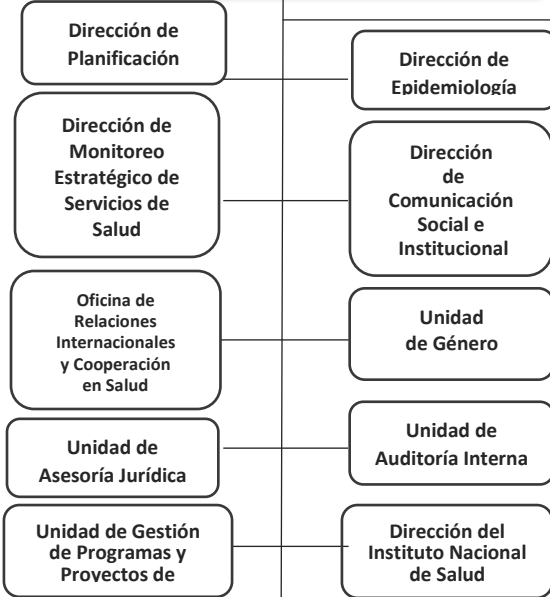 Dirección de
Planificación
Dirección de
Epidemiología
Dirección de
Monitoreo
Estratégico de
Servicios de
Salud
Dirección
de
Comunicación
Social e
Institucional
Oficina de
Relaciones
Internacionales
y Cooperación
en Salud
Unidad
de Género
Unidad de
Asesoría Jurídica
Unidad de
Auditoría Interna
Unidad de Gestión
de Programas y
Proyectos de
Dirección del
Instituto Nacional
de Salud